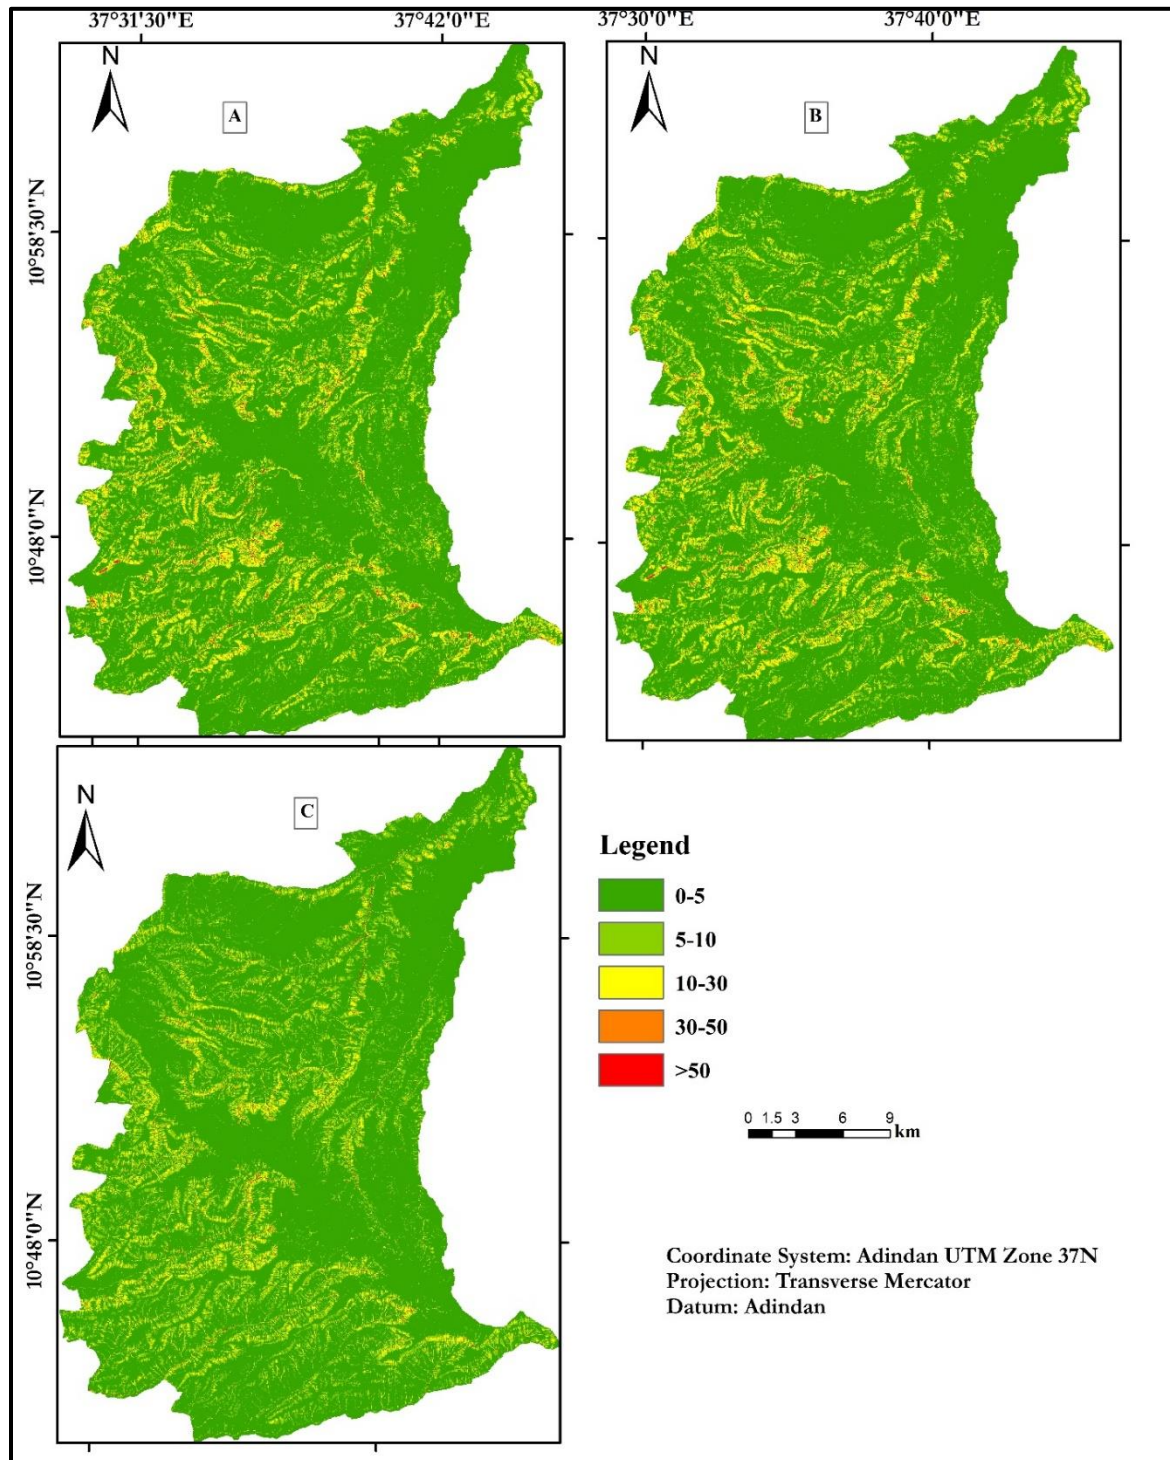 37°31'30"E 37°42'0"E 37°30'0"E 37°40'0"E
N A N B
10°58'30"N
10°48'0"N
N C
10°58'30"N
10°48'0"N
Legend
0-5
5-10
10-30
30-50
>50
0 1.5 3 6 9
km
Coordinate System: Adindan UTM Zone 37N
Projection: Transverse Mercator
Datum: Adindan